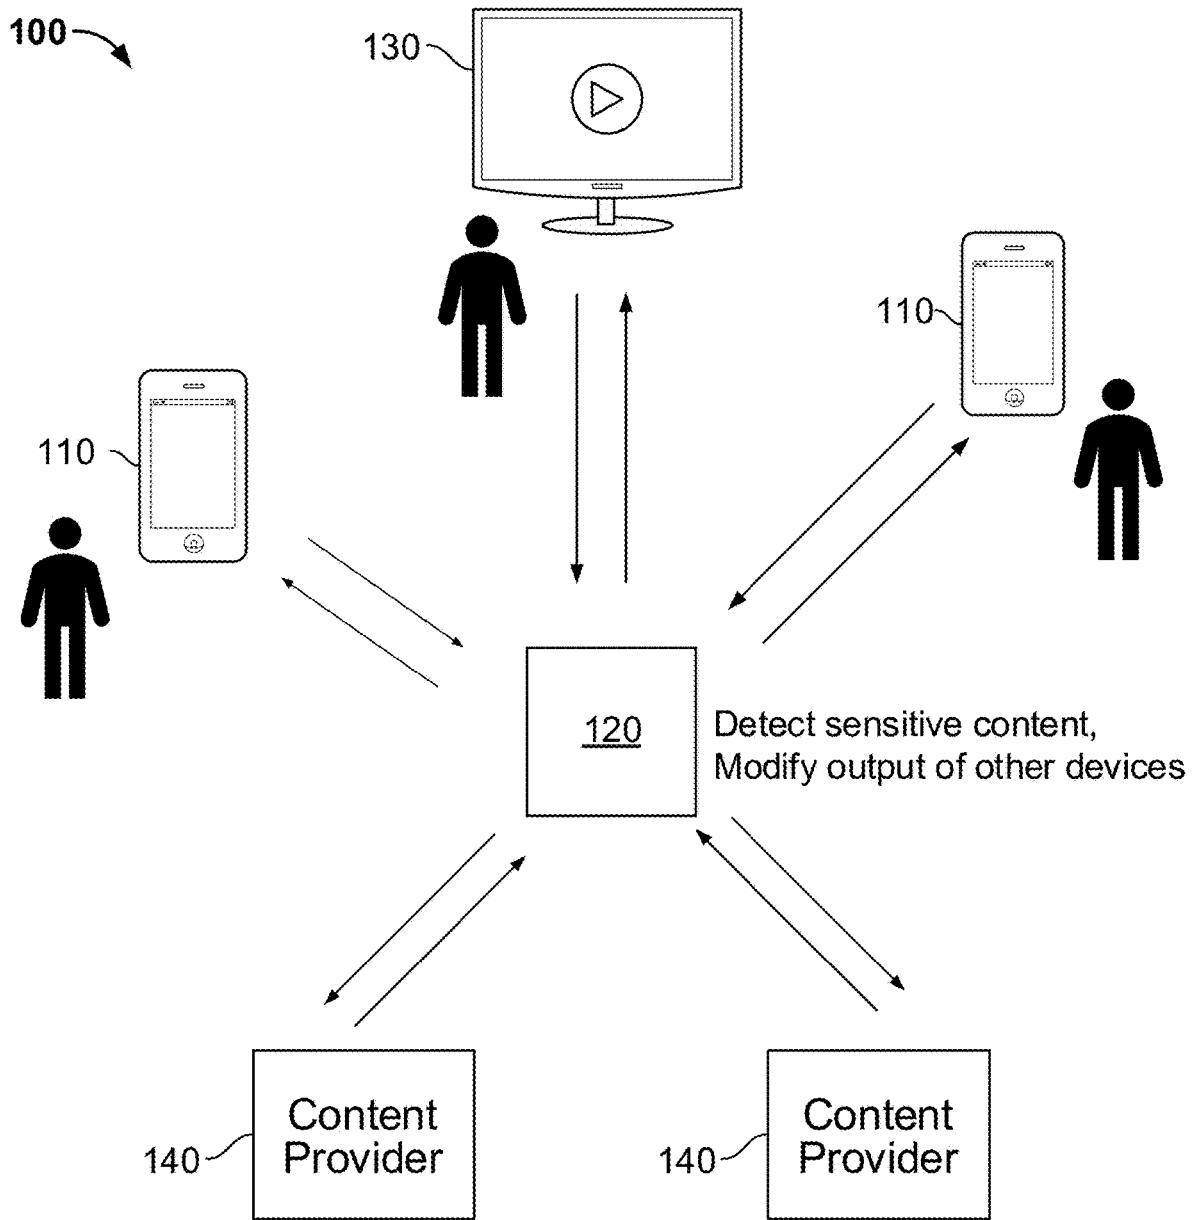 100
130
110
110
120
Detect sensitive content,
Modify output of other devices
Content
Provider
140
Content
Provider
140